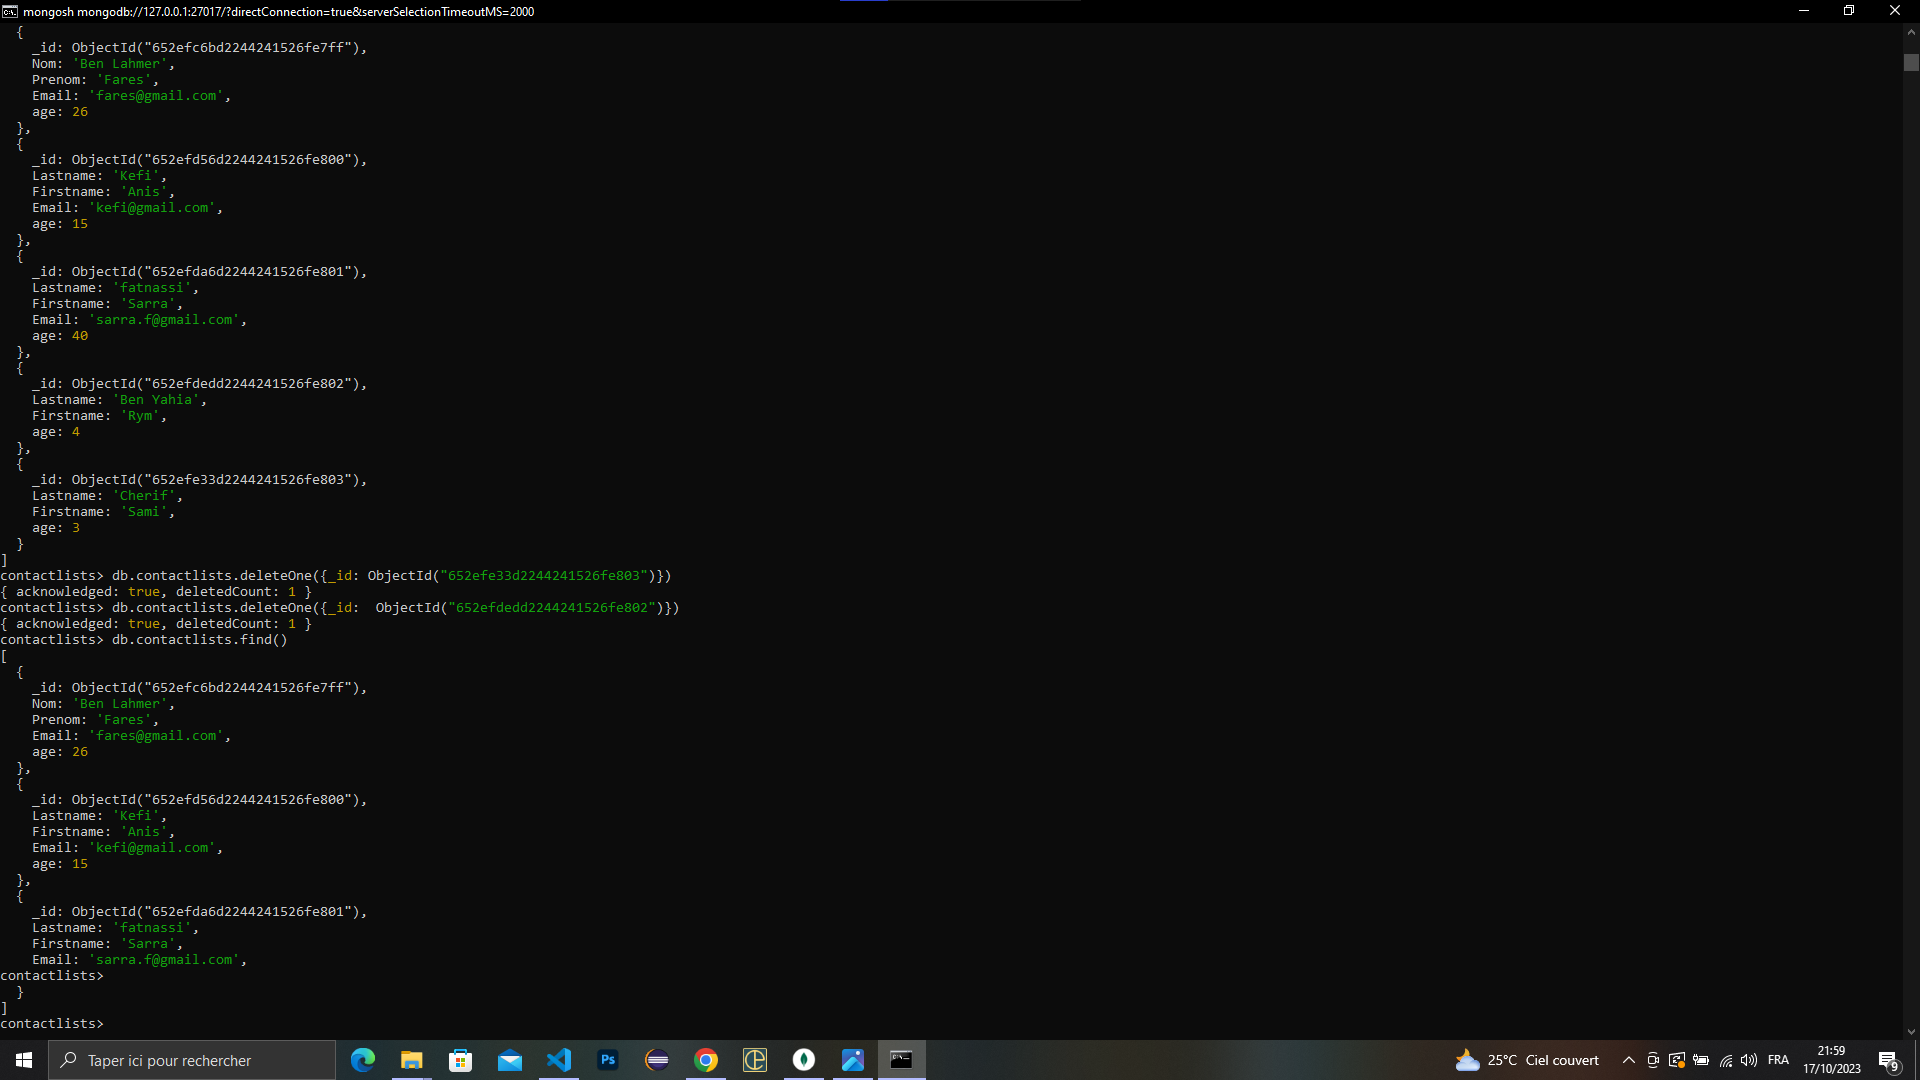 mongosh mongodb://127.0.0.1:27017/?directConnection=true&serverSelectionTimeoutMS=2000
  {
    _id: ObjectId("652efc6bd2244241526fe7ff"),
    Nom: 'Ben Lahmer',
    Prenom: 'Fares',
    Email: 'fares@gmail.com',
    age: 26
  },
  {
    _id: ObjectId("652efd56d2244241526fe800"),
    Lastname: 'Kefi',
    Firstname: 'Anis',
    Email: 'kefi@gmail.com',
    age: 15
  },
  {
    _id: ObjectId("652efda6d2244241526fe801"),
    Lastname: 'fatnassi',
    Firstname: 'Sarra',
    Email: 'sarra.f@gmail.com',
    age: 40
  },
  {
    _id: ObjectId("652efdedd2244241526fe802"),
    Lastname: 'Ben Yahia',
    Firstname: 'Rym',
    age: 4
  },
  {
    _id: ObjectId("652efe33d2244241526fe803"),
    Lastname: 'Cherif',
    Firstname: 'Sami',
    age: 3
  }
]
contactlists> db.contactlists.deleteOne({_id: ObjectId("652efe33d2244241526fe803")})
{ acknowledged: true, deletedCount: 1 }
contactlists> db.contactlists.deleteOne({_id:  ObjectId("652efdedd2244241526fe802")})
{ acknowledged: true, deletedCount: 1 }
contactlists> db.contactlists.find()
[
  {
    _id: ObjectId("652efc6bd2244241526fe7ff"),
    Nom: 'Ben Lahmer',
    Prenom: 'Fares',
    Email: 'fares@gmail.com',
    age: 26
  },
  {
    _id: ObjectId("652efd56d2244241526fe800"),
    Lastname: 'Kefi',
    Firstname: 'Anis',
    Email: 'kefi@gmail.com',
    age: 15
  },
  {
    _id: ObjectId("652efda6d2244241526fe801"),
    Lastname: 'fatnassi',
    Firstname: 'Sarra',
    Email: 'sarra.f@gmail.com',
contactlists>
  }
]
contactlists>
Taper ici pour rechercher
Ps
25°C Ciel couvert
FRA
21:59
17/10/2023
9